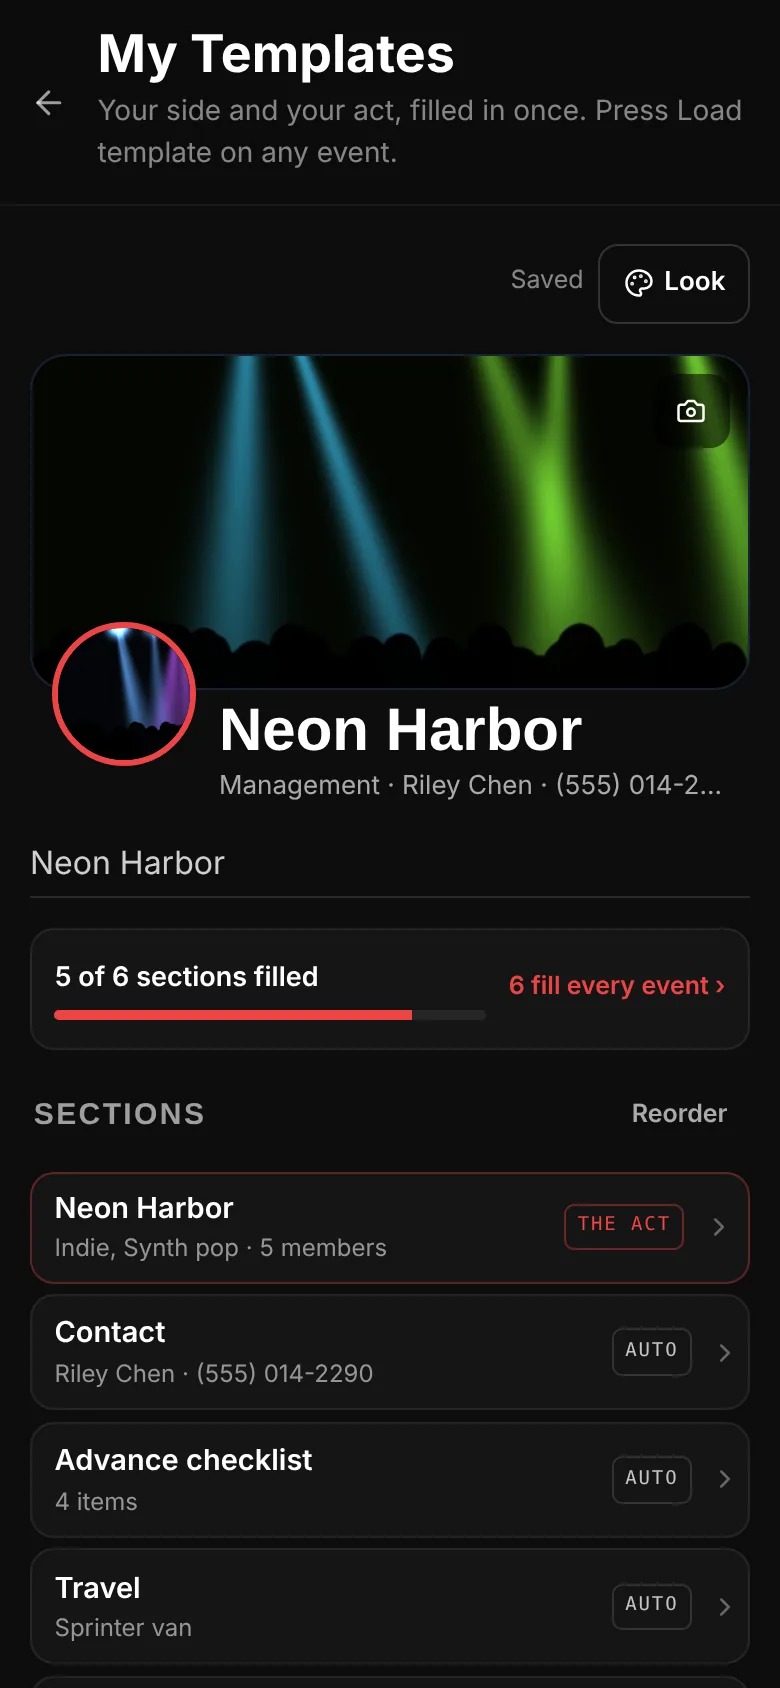 My Templates
Your side and your act, filled in once. Press Load
template on any event.
Saved
Look
Neon Harbor
Management · Riley Chen · (555) 014-2...
Neon Harbor
5 of 6 sections filled
6 fill every event ›
SECTIONS
Reorder
Neon Harbor
Indie, Synth pop · 5 members
THE ACT
Contact
Riley Chen · (555) 014-2290
AUTO
Advance checklist
4 items
AUTO
Travel
Sprinter van
AUTO